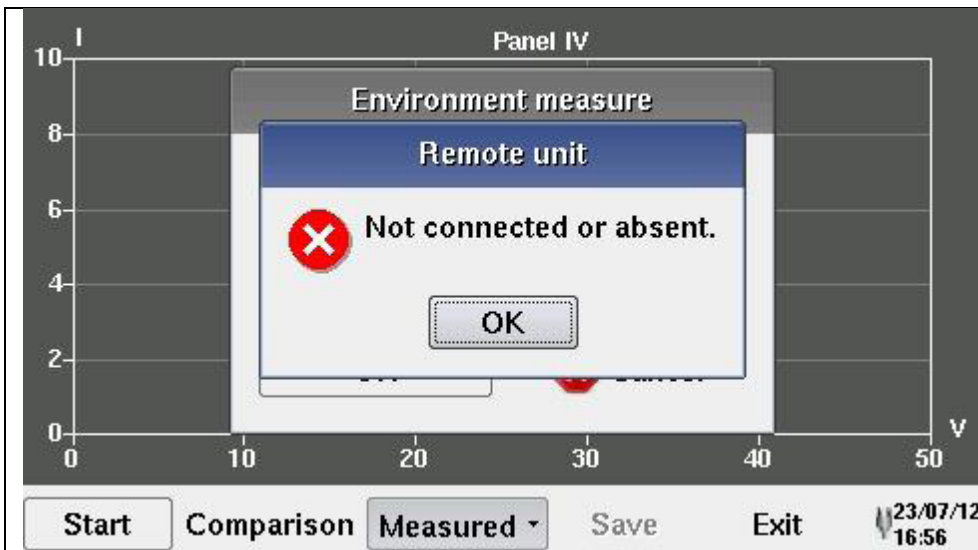 I
Panel IV
10
Environment measure
8
Remote unit
6
Not connected or absent.
4
OK
2
0
V
0 10 20 30 40 50
Start Comparison Measured Save Exit 23/07/12
16:56